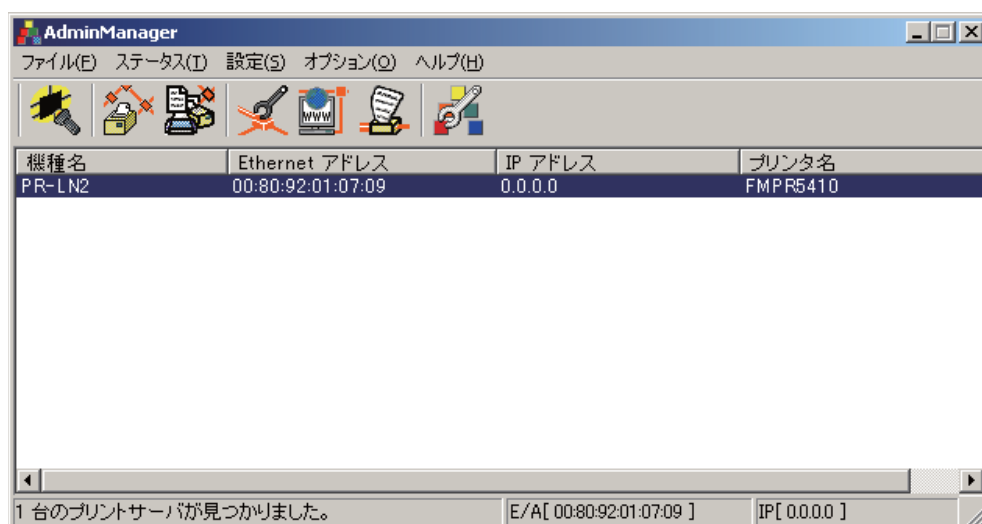 AdminManager
ファイル(F) ステータス(T) 設定(S) オプション(O) ヘルプ(H)
WWW
機種名 Ethernet アドレス IP アドレス プリンタ名
PR-LN2 00:80:92:01:07:09 0.0.0.0 FMPR5410
1 台のプリントサーバが見つかりました。 E/A[ 00:80:92:01:07:09 ] IP[ 0.0.0.0 ]